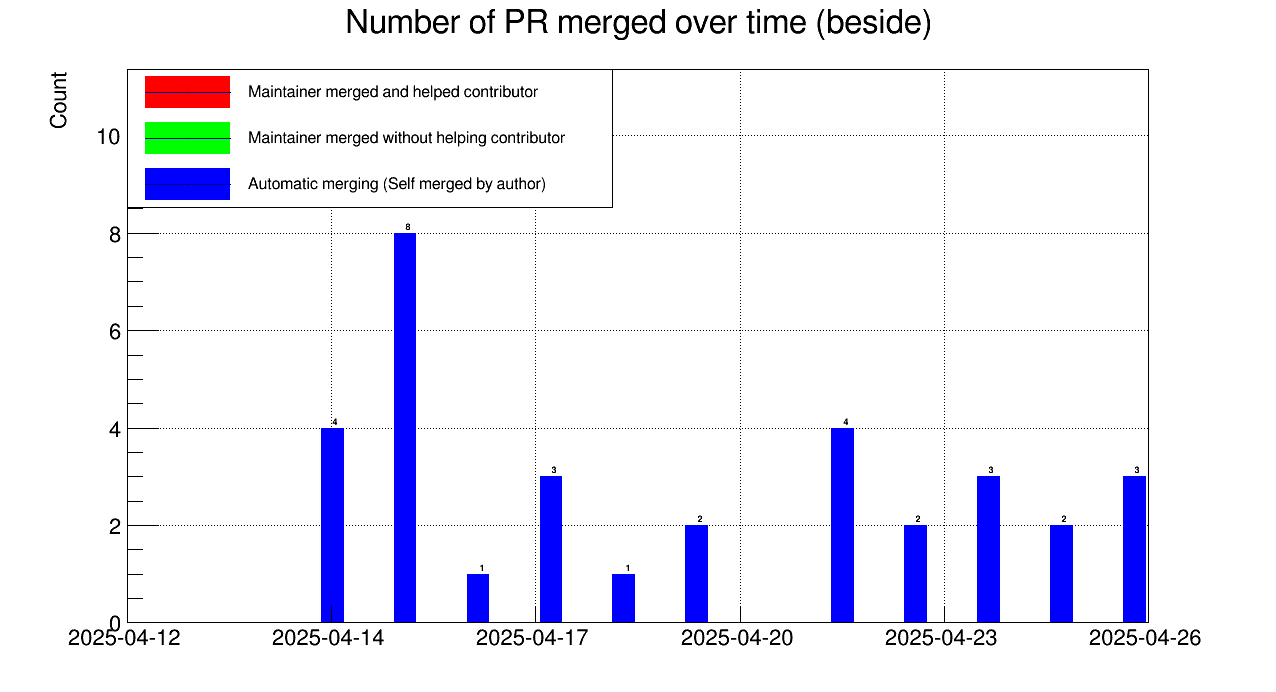 Number of PR merged over time (beside)
Count
Maintainer merged and helped contributor
Maintainer merged without helping contributor
Automatic merging (Self merged by author)
10
8
6
4
2
0
8
4
4
3
3
3
2
2
2
1
1
2025-04-12 2025-04-14 2025-04-17 2025-04-20 2025-04-23 2025-04-26